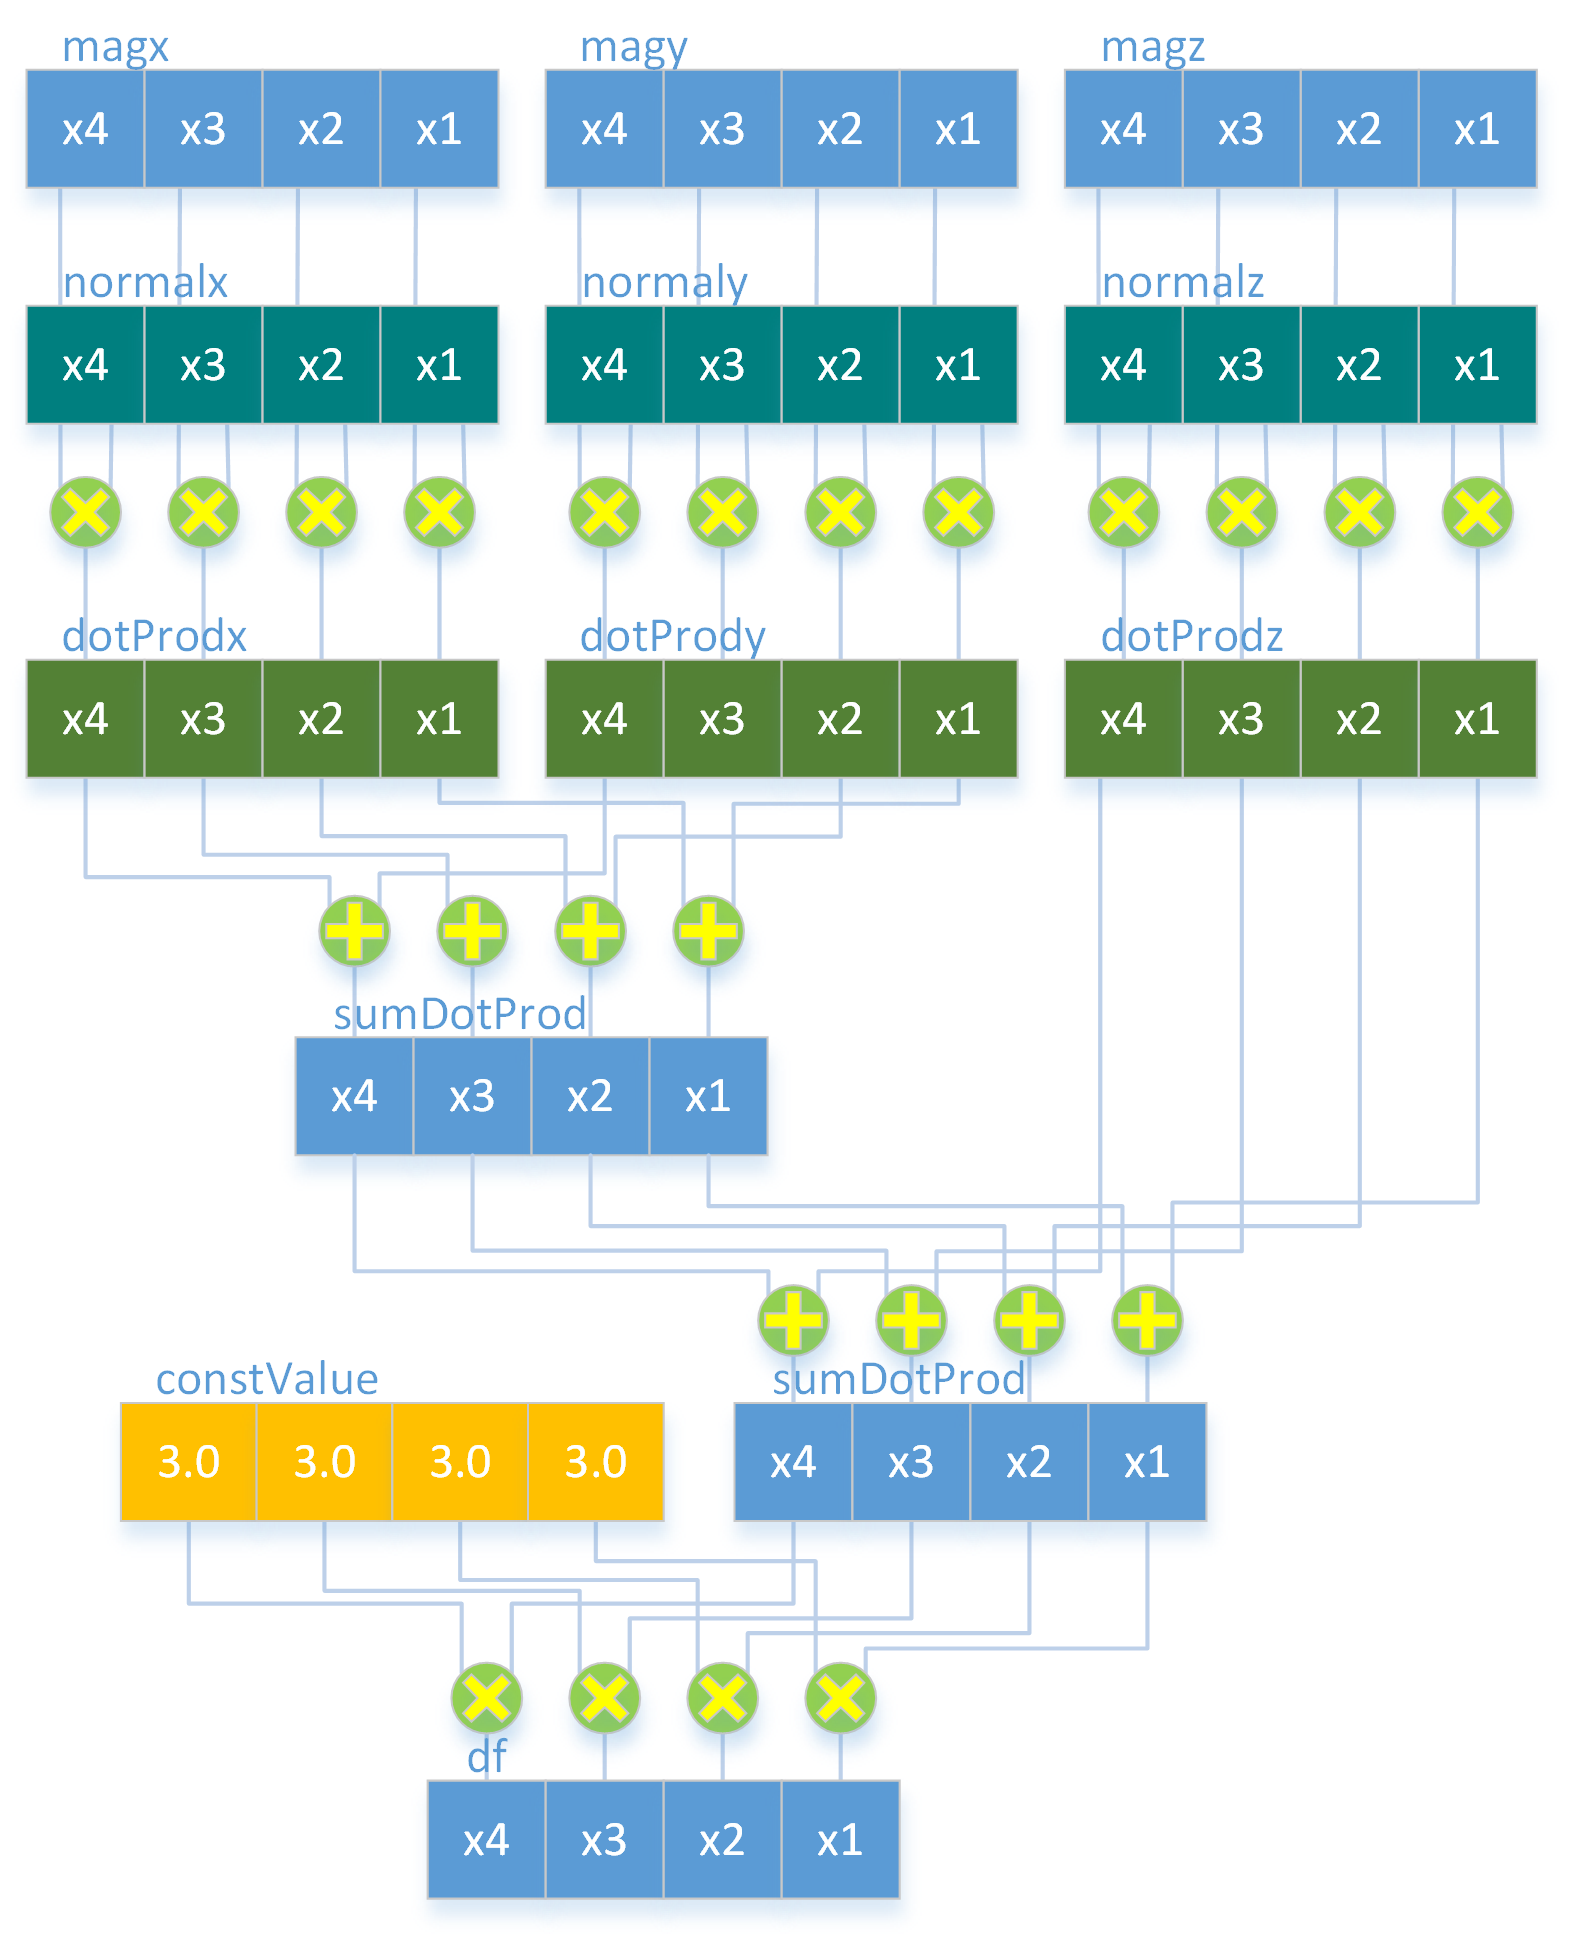 magx magy magz
x4 x3 x2 x1 x4 x3 x2 x1 x4 x3 x2 x1
normalx normaly normalz
x4 x3 x2 x1 x4 x3 x2 x1 x4 x3 x2 x1
dotProdx dotPrody dotProdz
x4 x3 x2 x1 x4 x3 x2 x1 x4 x3 x2 x1
sumDotProd
x4 x3 x2 x1
constValue sumDotProd
3.0 3.0 3.0 3.0 x4 x3 x2 x1
df
x4 x3 x2 x1